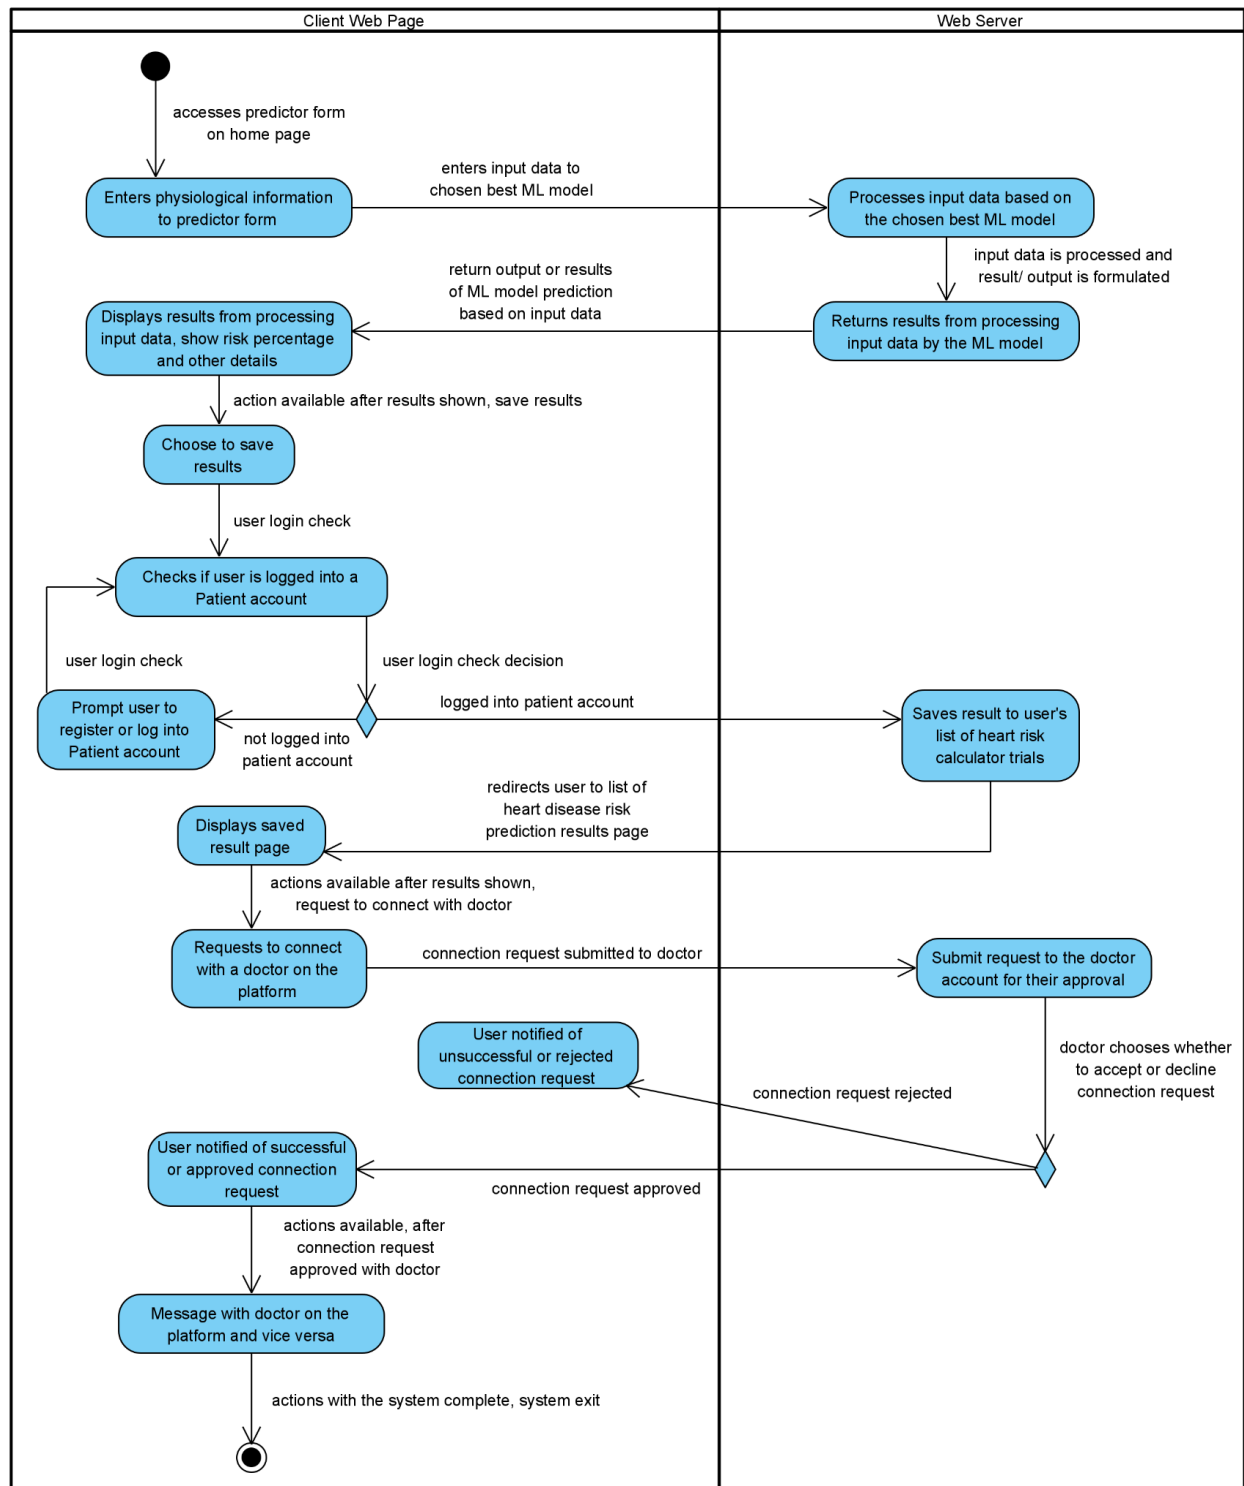 Client Web Page
Web Server
accesses predictor form
on home page
Enters physiological information
to predictor form
enters input data to
chosen best ML model
Processes input data based on
the chosen best ML model
input data is processed and
result/ output is formulated
return output or results
of ML model prediction
based on input data
Displays results from processing
input data, show risk percentage
and other details
Returns results from processing
input data by the ML model
action available after results shown, save results
Choose to save
results
user login check
Checks if user is logged into a
Patient account
user login check
user login check decision
Prompt user to
register or log into
Patient account
not logged into
patient account
logged into patient account
Saves result to user's
list of heart risk
calculator trials
redirects user to list of
heart disease risk
prediction results page
Displays saved
result page
actions available after results shown,
request to connect with doctor
Requests to connect
with a doctor on the
platform
connection request submitted to doctor
Submit request to the doctor
account for their approval
User notified of
unsuccessful or rejected
connection request
doctor chooses whether
to accept or decline
connection request
connection request rejected
User notified of successful
or approved connection
request
connection request approved
actions available, after
connection request
approved with doctor
Message with doctor on the
platform and vice versa
actions with the system complete, system exit